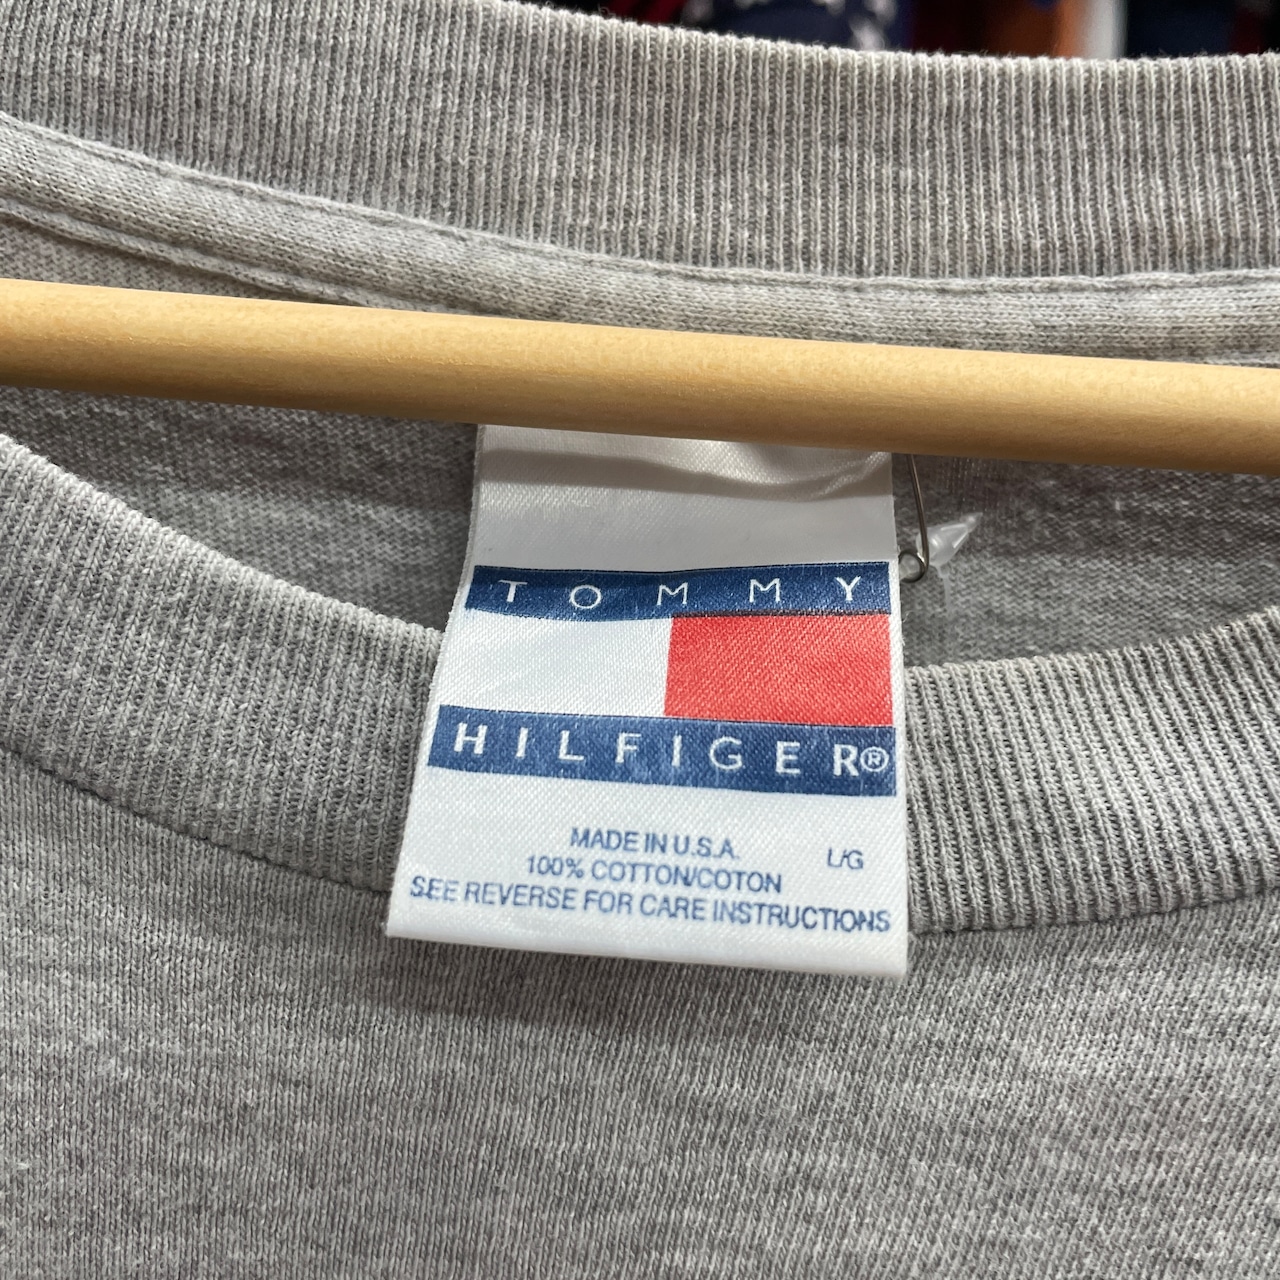 TOMMY
HILFIGER®
MADE IN U.S.A.
L/G
100% COTTON/COTON
SEE REVERSE FOR CARE INSTRUCTIONS